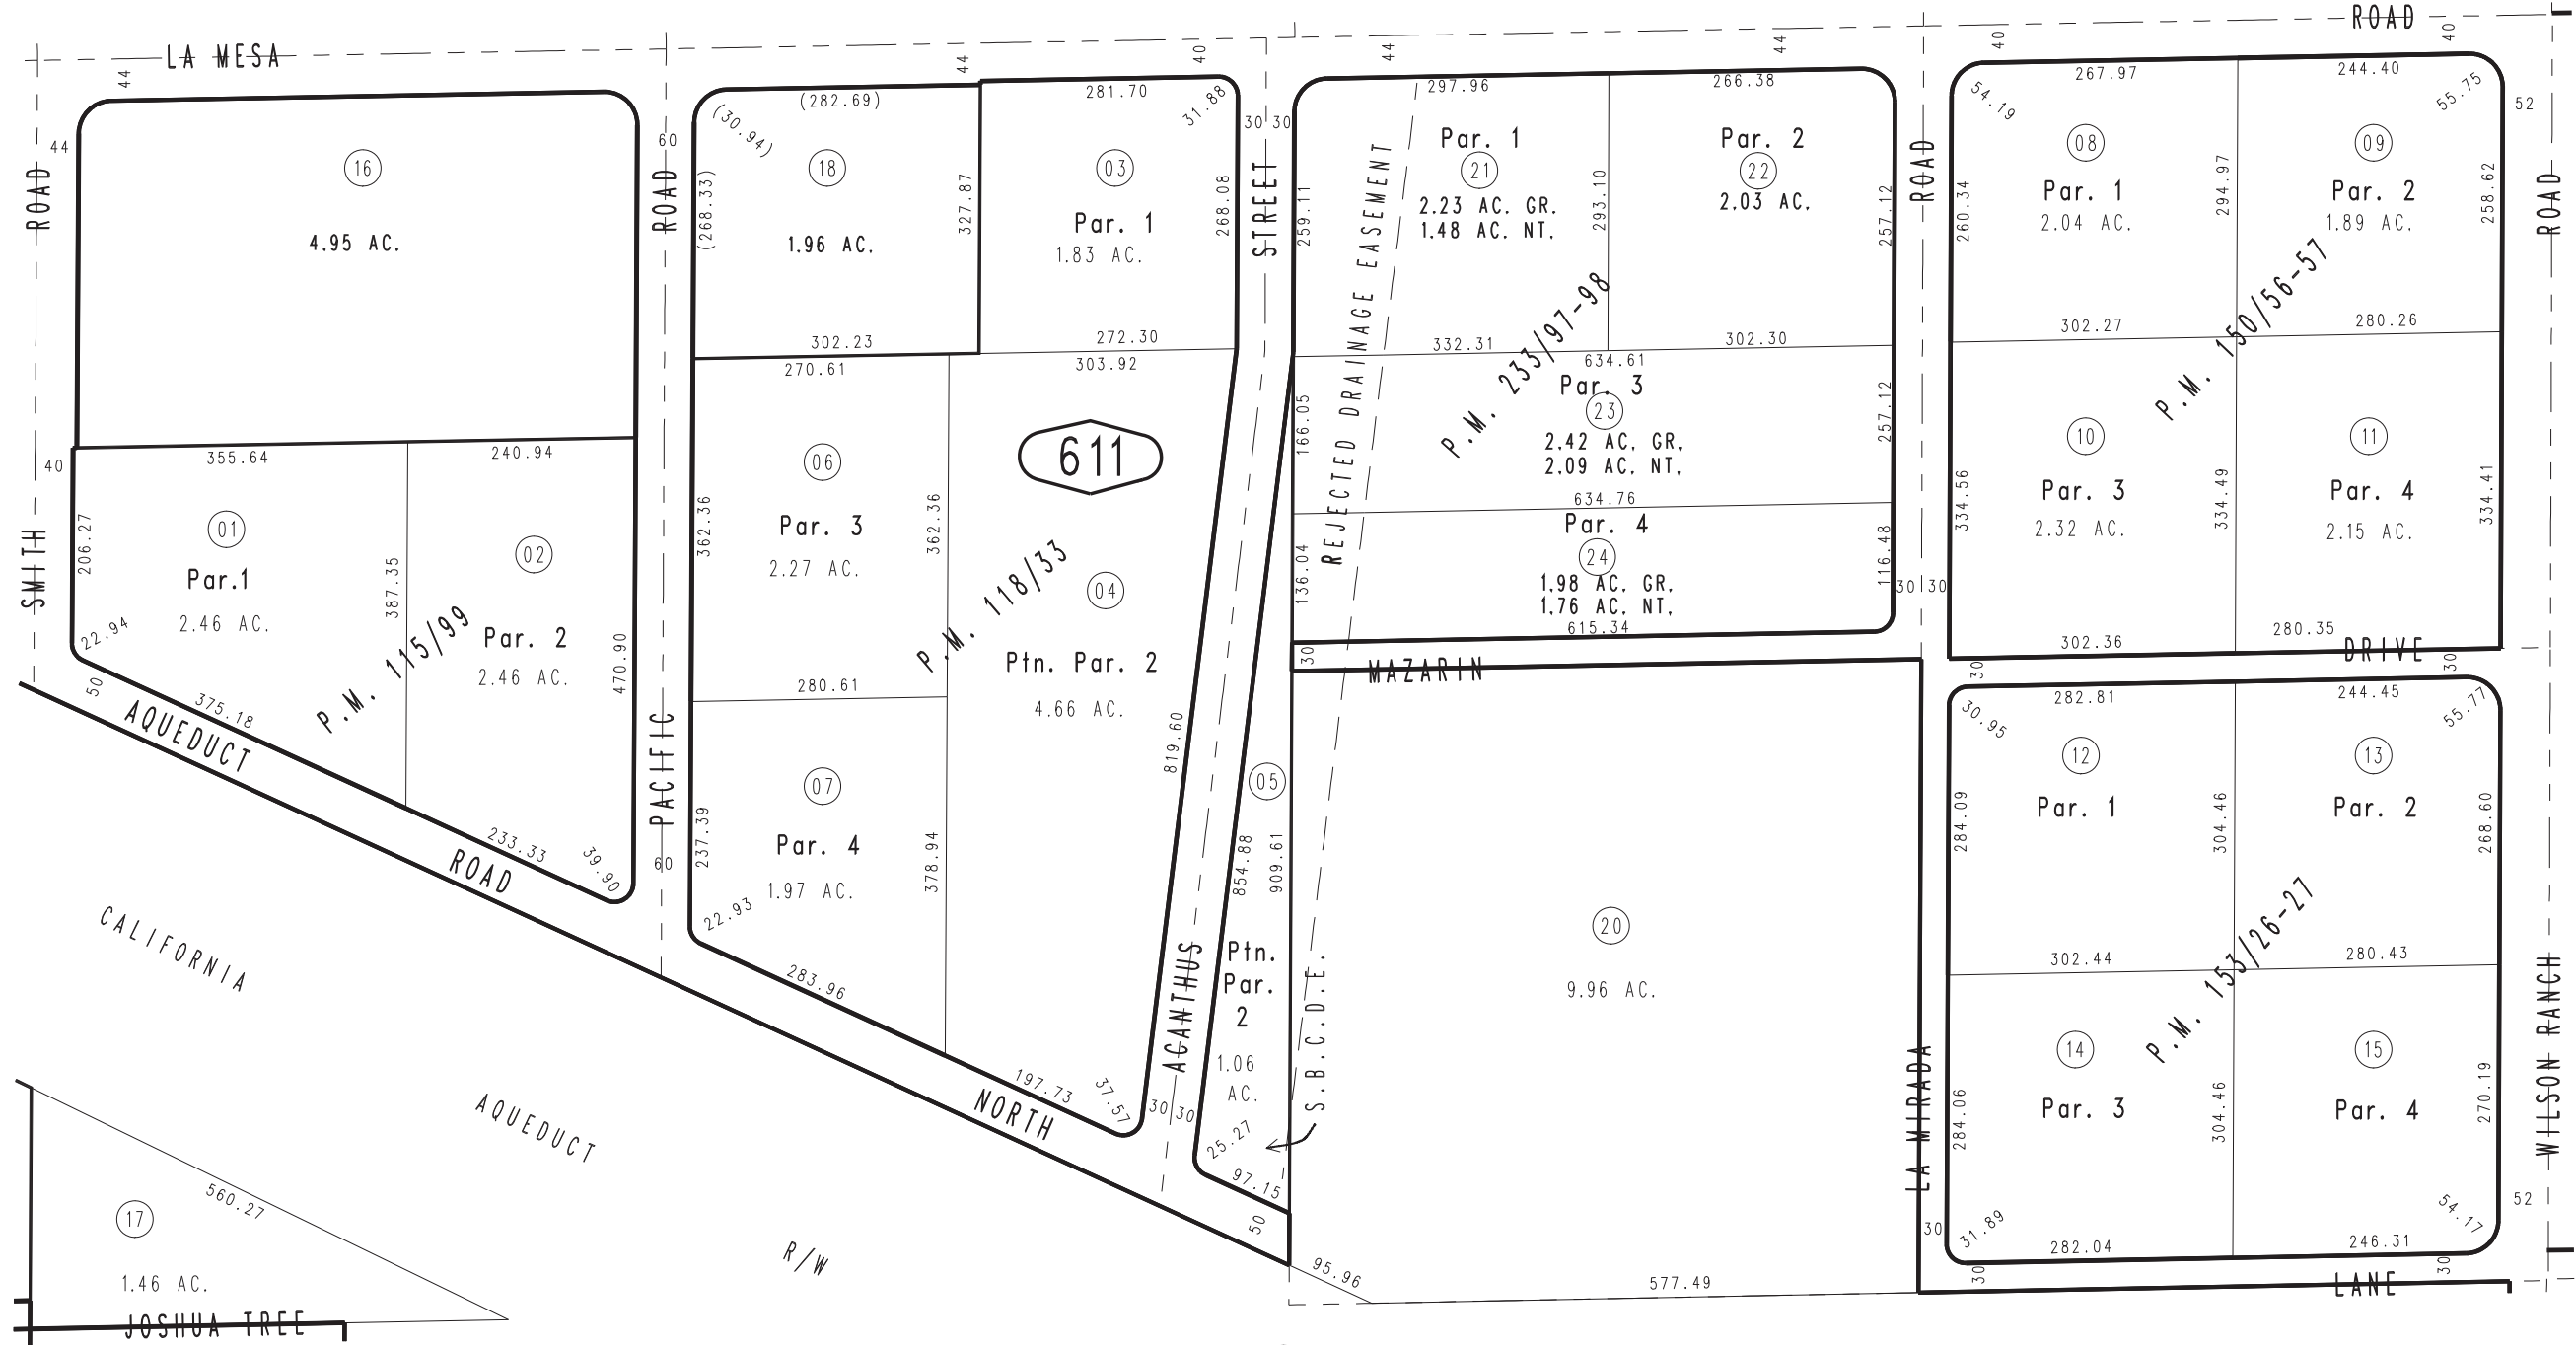 LA MESA ROAD
44
44
40
44
44
40
40
44
ROAD
16
4.95 AC.
60
ROAD
(30.94)
(282.69)
(268.33)
18
1.96 AC.
327.87
302.23
281.70
31.88
03
Par. 1
1.83 AC.
268.08
272.30
30 30
STREET
297.96
259.11
Par. 1
21
2.23 AC. GR.
1.48 AC. NT.
293.10
332.31
REJECTED DRAINAGE EASEMENT
266.38
Par. 2
22
2.03 AC.
257.12
302.30
P.M. 233/97-98
ROAD
54.19
267.97
260.34
08
Par. 1
2.04 AC.
294.97
302.27
244.40
55.75
09
Par. 2
1.89 AC.
258.62
280.26
52
ROAD
P.M. 150/56-57
40
SMITH
355.64
206.27
01
Par.1
2.46 AC.
22.94
387.35
375.18
50
240.94
02
Par. 2
2.46 AC.
470.90
233.33
39.90
P.M. 115/99
PACIFIC
60
270.61
362.36
06
Par. 3
2.27 AC.
362.36
280.61
303.92
611
04
Ptn. Par. 2
4.66 AC.
819.60
P.M. 118/33
634.61
166.05
Par. 3
23
2.42 AC. GR.
2.09 AC. NT.
257.12
634.76
136.04
Par. 4
24
1.98 AC. GR.
1.76 AC. NT.
116.48
615.34
30 30
334.56
10
Par. 3
2.32 AC.
334.49
302.36
11
Par. 4
2.15 AC.
334.41
280.35
30
MAZARIN DRIVE
30
30
237.39
07
Par. 4
1.97 AC.
22.93
378.94
283.96
197.73
37.57
ACANTHUS
30 30
05
854.88
909.61
Ptn.
Par.
2
1.06
AC.
25.27
97.15
50
S.B.C.D.E.
20
9.96 AC.
95.96
577.49
LA MIRADA
30
30.95
282.81
284.09
12
Par. 1
304.46
302.44
244.45
55.77
13
Par. 2
268.60
280.43
P.M. 153/26-27
284.06
14
Par. 3
304.46
31.89
282.04
15
Par. 4
270.19
54.17
246.31
52
WILSON RANCH
30
30
LANE
AQUEDUCT ROAD NORTH
CALIFORNIA
AQUEDUCT
R/W
560.27
17
1.46 AC.
JOSHUA TREE